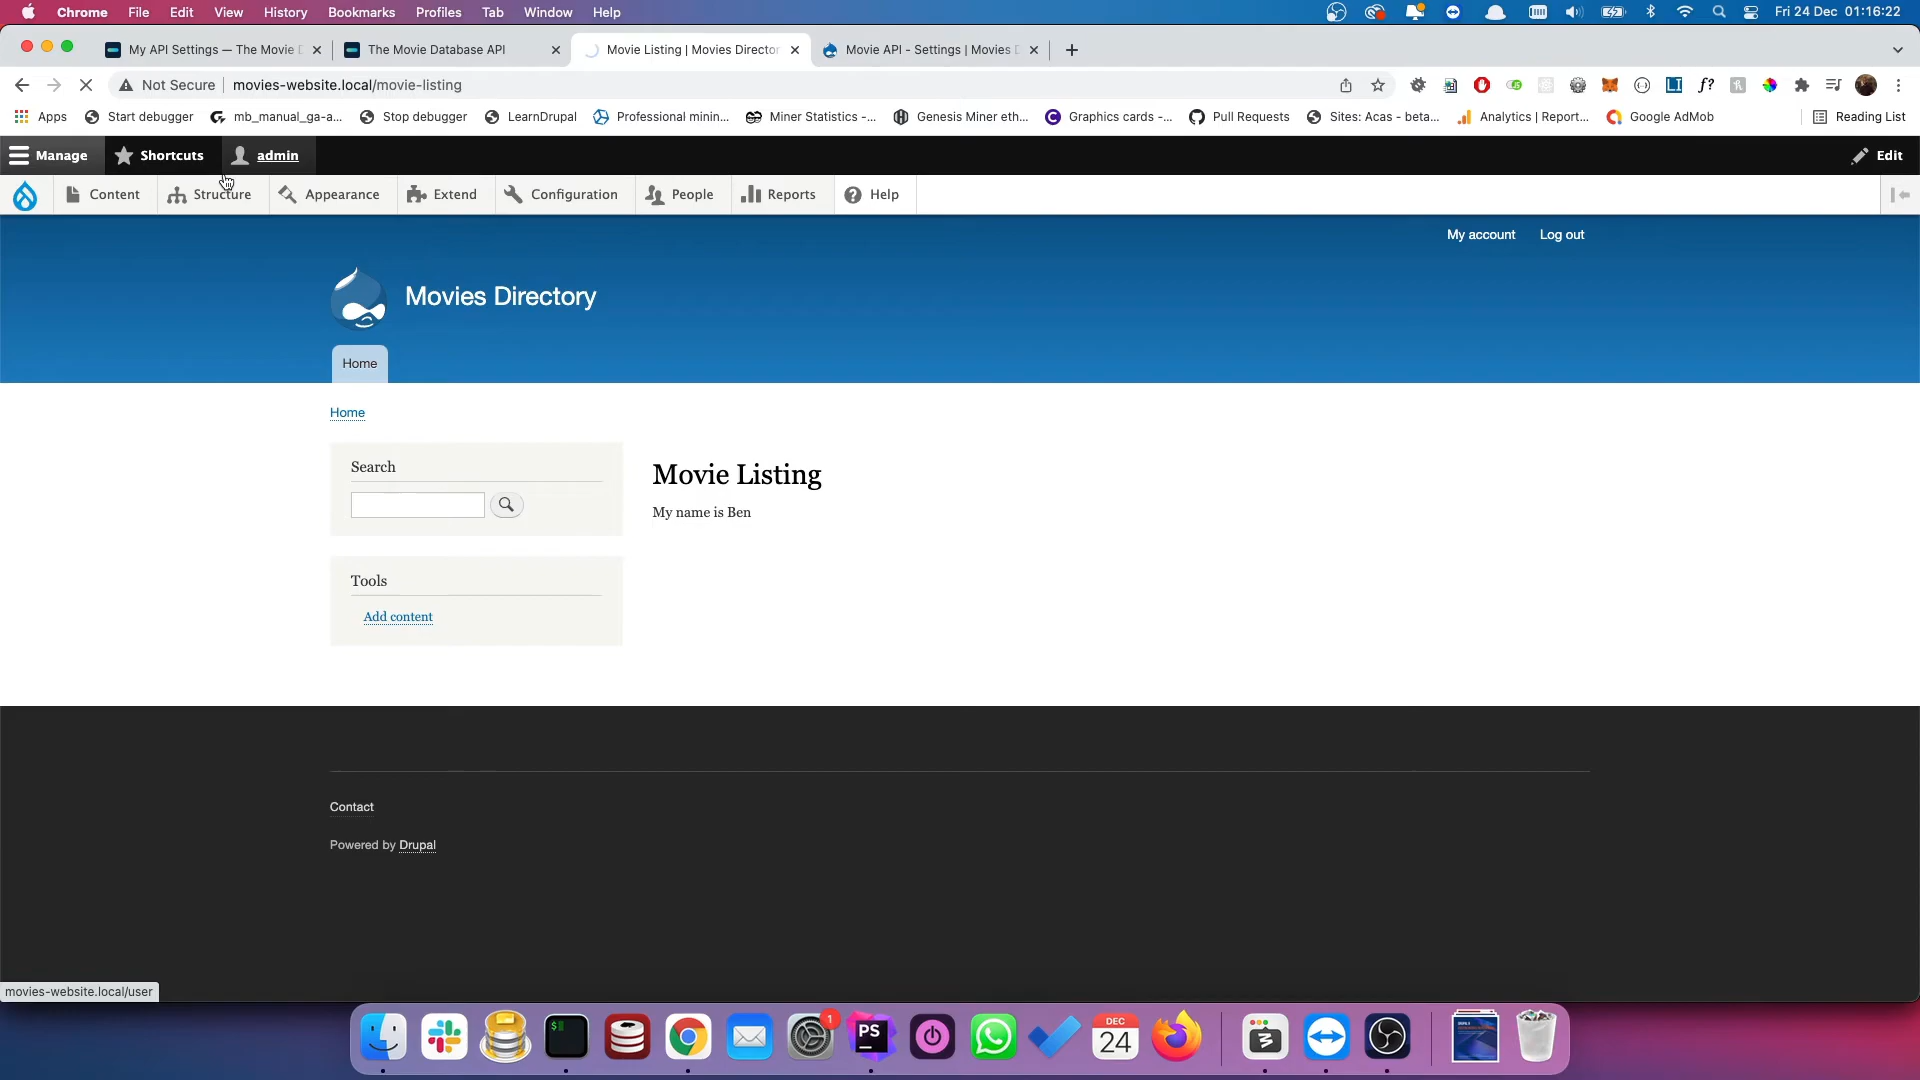 Chrome File Edit View History Bookmarks Profiles Tab Window Help Fri 24 Dec 01:16:22
My API Settings — The Movie D
The Movie Database API
Movie Listing | Movies Director
Movie API - Settings | Movies D
Not Secure movies-website.local/movie-listing
Apps Start debugger mb_manual_ga-a... Stop debugger LearnDrupal Professional minin... Miner Statistics -... Genesis Miner eth... Graphics cards -... Pull Requests Sites: Acas - beta... Analytics | Report... Google AdMob Reading List
Manage Shortcuts admin Edit
Content Structure Appearance Extend Configuration People Reports Help
My account Log out
Movies Directory
Home
Home
Search
Movie Listing
My name is Ben
Tools
Add content
Contact
Powered by Drupal
movies-website.local/user
1
PS
DEC
24